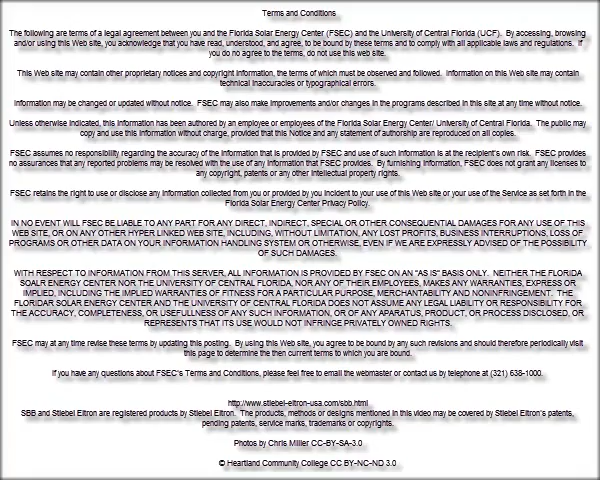 Terms and Conditions
The following are terms of a legal agreement between you and the Florida Solar Energy Center (FSEC) and the University of Central Florida (UCF). By accessing, browsing
and/or using this Web site, you acknowledge that you have read, understood, and agree, to be bound by these terms and to comply with all applicable laws and regulations. If
you do no agree to the terms, do not use this web site.
This Web site may contain other proprietary notices and copyright information, the terms of which must be observed and followed. Information on this Web site may contain
technical inaccuracies or typographical errors.
Information may be changed or updated without notice. FSEC may also make improvements and/or changes in the programs described in this site at any time without notice.
Unless otherwise indicated, this information has been authored by an employee or employees of the Florida Solar Energy Center/ University of Central Florida. The public may
copy and use this information without charge, provided that this Notice and any statement of authorship are reproduced on all copies.
FSEC assumes no responsibility regarding the accuracy of the information that is provided by FSEC and use of such information is at the recipient's own risk. FSEC provides
no assurances that any reported problems may be resolved with the use of any information that FSEC provides. By furnishing information, FSEC does not grant any licenses to
any copyright, patents or any other intellectual property rights.
FSEC retains the right to use or disclose any information collected from you or provided by you incident to your use of this Web site or your use of the Service as set forth in the
Florida Solar Energy Center Privacy Policy.
IN NO EVENT WILL FSEC BE LIABLE TO ANY PART FOR ANY DIRECT, INDIRECT, SPECIAL OR OTHER CONSEQUENTIAL DAMAGES FOR ANY USE OF THIS
WEB SITE, OR ON ANY OTHER HYPER LINKED WEB SITE, INCLUDING, WITHOUT LIMITATION, ANY LOST PROFITS, BUSINESS INTERRUPTIONS, LOSS OF
PROGRAMS OR OTHER DATA ON YOUR INFORMATION HANDLING SYSTEM OR OTHERWISE, EVEN IF WE ARE EXPRESSLY ADVISED OF THE POSSIBILITY
OF SUCH DAMAGES.
WITH RESPECT TO INFORMATION FROM THIS SERVER, ALL INFORMATION IS PROVIDED BY FSEC ON AN "AS IS" BASIS ONLY. NEITHER THE FLORIDA
SOALR ENERGY CENTER NOR THE UNIVERSITY OF CENTRAL FLORIDA, NOR ANY OF THEIR EMPLOYEES, MAKES ANY WARRANTIES, EXPRESS OR
IMPLIED, INCLUDING THE IMPLIED WARRANTIES OF FITNESS FOR A PARTICULAR PURPOSE, MERCHANTABILITY AND NONINFRINGEMENT. THE
FLORIDAR SOLAR ENERGY CENTER AND THE UNIVERSITY OF CENTRAL FLORIDA DOES NOT ASSUME ANY LEGAL LIABILITY OR RESPONSIBILITY FOR
THE ACCURACY, COMPLETENESS, OR USEFULLNESS OF ANY SUCH INFORMATION, OR OF ANY APARATUS, PRODUCT, OR PROCESS DISCLOSED, OR
REPRESENTS THAT ITS USE WOULD NOT INFRINGE PRIVATELY OWNED RIGHTS.
FSEC may at any time revise these terms by updating this posting. By using this Web site, you agree to be bound by any such revisions and should therefore periodically visit
this page to determine the then current terms to which you are bound.
If you have any questions about FSEC's Terms and Conditions, please feel free to email the webmaster or contact us by telephone at (321) 638-1000.
http://www.stiebel-eltron-usa.com/sbb.html
SBB and Stiebel Eltron are registered products by Stiebel Eltron. The products, methods or designs mentioned in this video may be covered by Stiebel Eltron's patents,
pending patents, service marks, trademarks or copyrights.
Photos by Chris Miller CC-BY-SA-3.0
© Heartland Community College CC BY-NC-ND 3.0